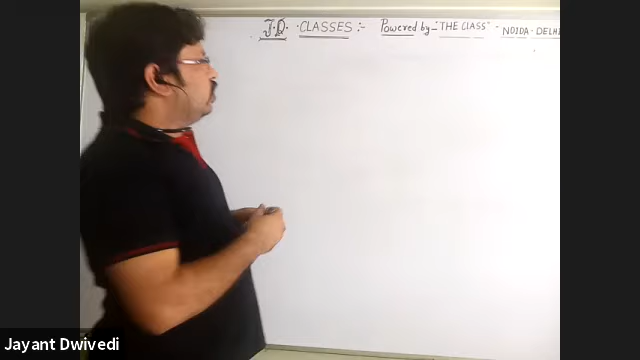 J.D. CLASSES :- Powered by - "THE CLASS" - NOIDA - DELHI
Jayant Dwivedi